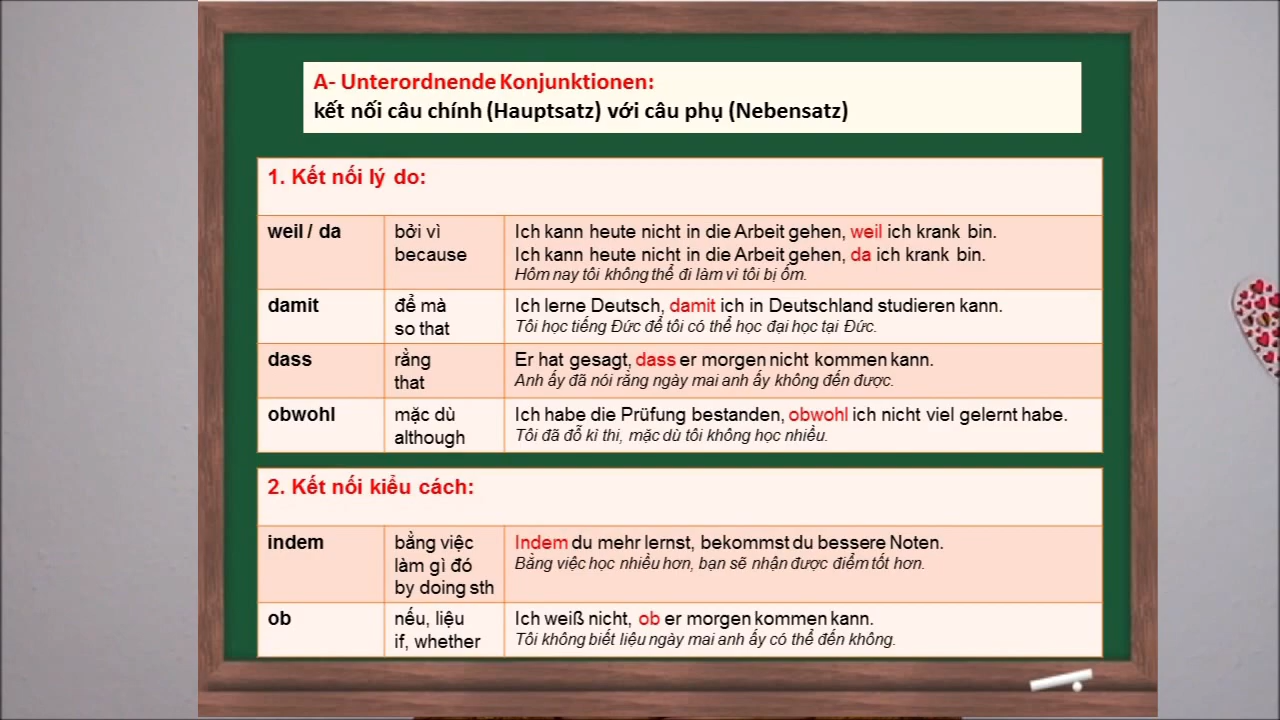 A- Unterordnende Konjunktionen:
kết nối câu chính (Hauptsatz) với câu phụ (Nebensatz)
1. Kết nối lý do:
weil / da
bởi vì
because
Ich kann heute nicht in die Arbeit gehen, weil ich krank bin.
Ich kann heute nicht in die Arbeit gehen, da ich krank bin.
Hôm nay tôi không thể đi làm vì tôi bị ốm.
damit
để mà
so that
Ich lerne Deutsch, damit ich in Deutschland studieren kann.
Tôi học tiếng Đức để tôi có thể học đại học tại Đức.
dass
rằng
that
Er hat gesagt, dass er morgen nicht kommen kann.
Anh ấy đã nói rằng ngày mai anh ấy không đến được.
obwohl
mặc dù
although
Ich habe die Prüfung bestanden, obwohl ich nicht viel gelernt habe.
Tôi đã đỗ kì thi, mặc dù tôi không học nhiều.
2. Kết nối kiểu cách:
indem
bằng việc
làm gì đó
by doing sth
Indem du mehr lernst, bekommst du bessere Noten.
Bằng việc học nhiều hơn, bạn sẽ nhận được điểm tốt hơn.
ob
nếu, liệu
if, whether
Ich weiß nicht, ob er morgen kommen kann.
Tôi không biết liệu ngày mai anh ấy có thể đến không.